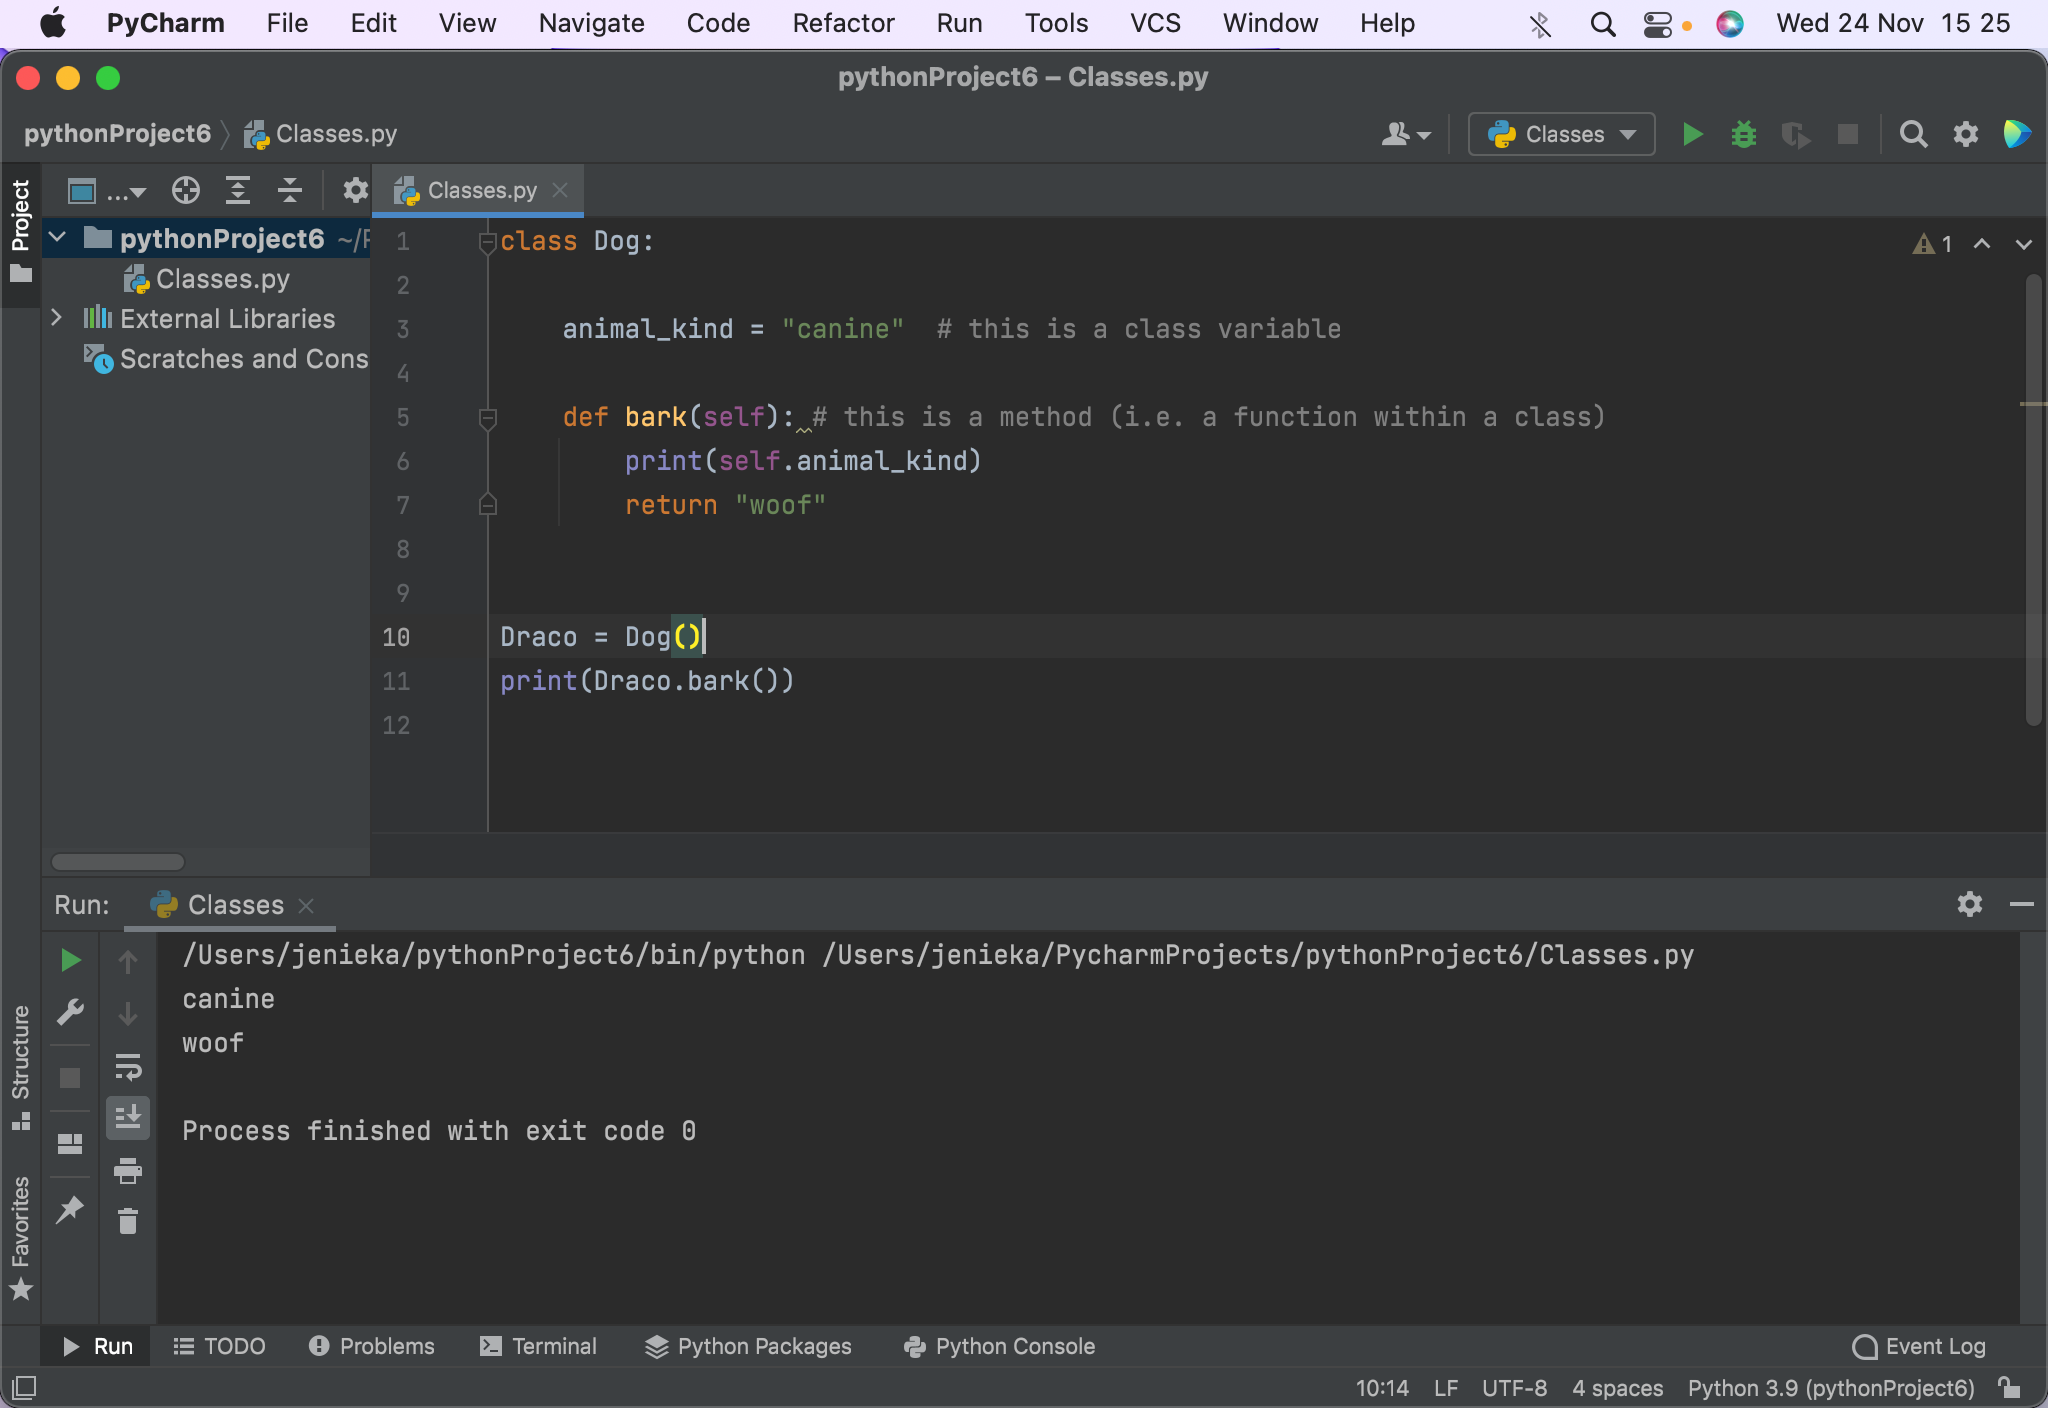 PyCharm File Edit View Navigate Code Refactor Run Tools VCS Window Help Wed 24 Nov 15 25
pythonProject6 – Classes.py
pythonProject6 Classes.py Classes
Project
... Classes.py
pythonProject6 ~/
Classes.py
External Libraries
Scratches and Cons
1 class Dog: 1
2
3 animal_kind = "canine"  # this is a class variable
4
5 def bark(self): # this is a method (i.e. a function within a class)
6 print(self.animal_kind)
7 return "woof"
8
9
10 Draco = Dog()
11 print(Draco.bark())
12
Run: Classes
/Users/jenieka/pythonProject6/bin/python /Users/jenieka/PycharmProjects/pythonProject6/Classes.py
canine
woof
Process finished with exit code 0
Structure
Favorites
Run TODO Problems Terminal Python Packages Python Console Event Log
10:14 LF UTF-8 4 spaces Python 3.9 (pythonProject6)